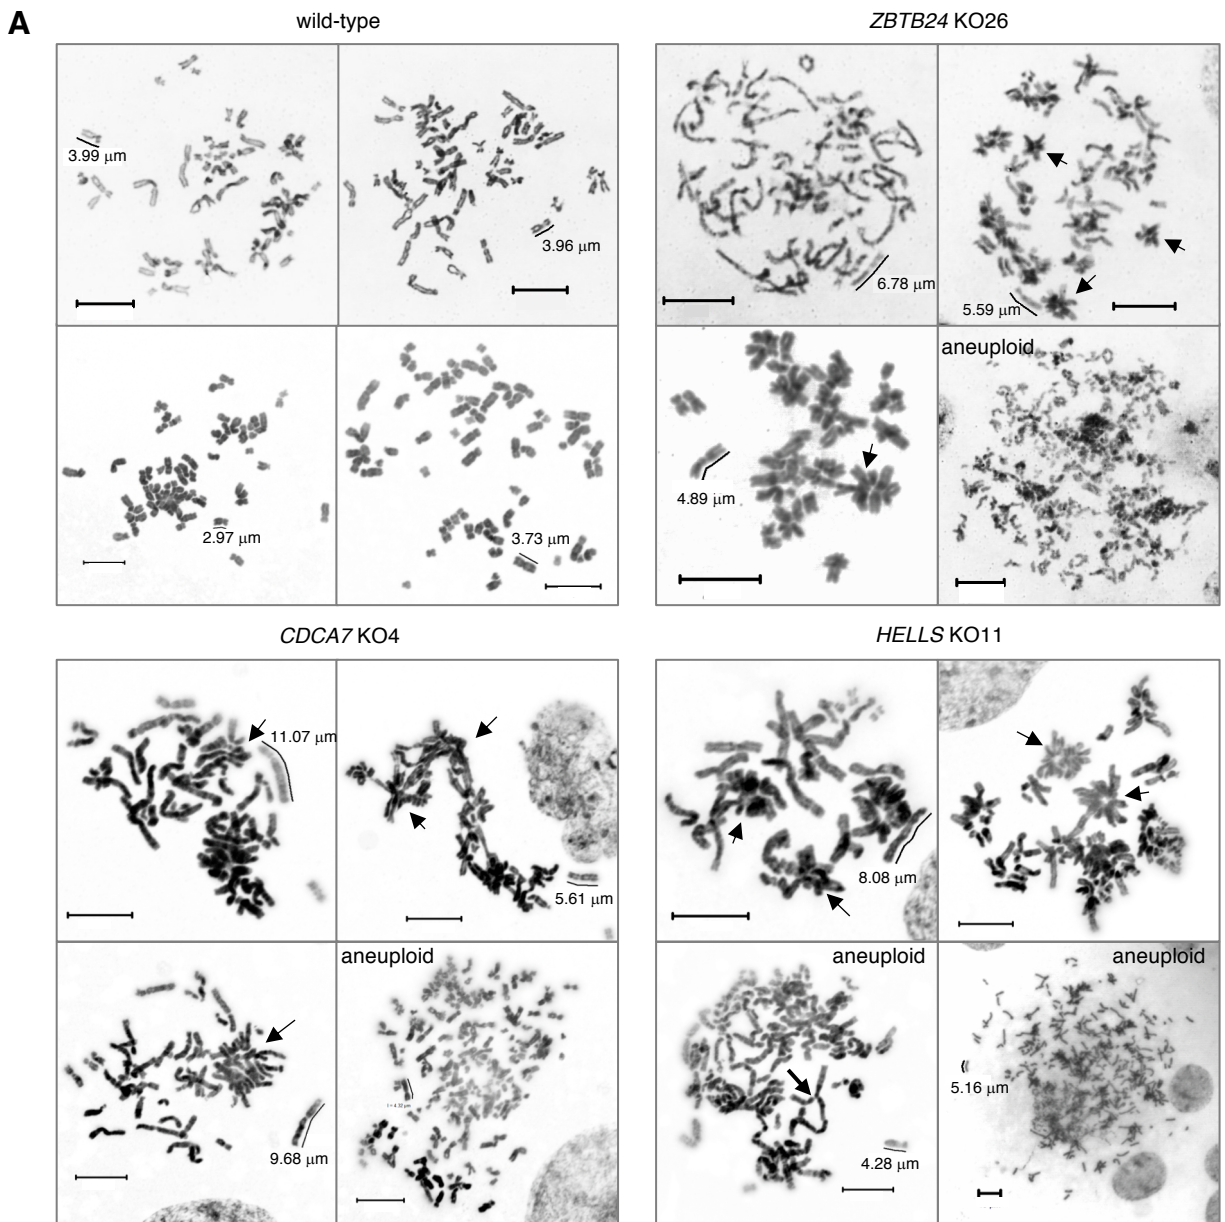 A
wild-type
ZBTB24 KO26
3.99 μm
3.96 μm
6.78 μm
5.59 μm
2.97 μm
3.73 μm
4.89 μm
aneuploid
CDCA7 KO4
HELLS KO11
11.07 μm
5.61 μm
8.08 μm
9.68 μm
aneuploid
aneuploid
4.28 μm
aneuploid
5.16 μm